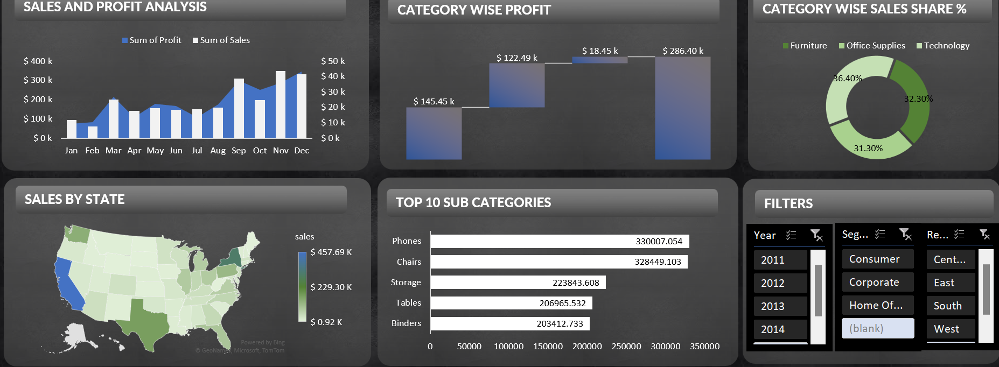 SALES AND PROFIT ANALYSIS
Sum of Profit
Sum of Sales
$ 400 k
$ 300 k
$ 200 k
$ 100 k
$ 0 k
$ 50 k
$ 40 k
$ 30 k
$ 20 k
$ 10 k
$ 0 k
Jan Feb Mar Apr May Jun Jul Aug Sep Oct Nov Dec
CATEGORY WISE PROFIT
$ 145.45 k
$ 122.49 k
$ 18.45 k
$ 286.40 k
CATEGORY WISE SALES SHARE %
Furniture
Office Supplies
Technology
36.40%
32.30%
31.30%
SALES BY STATE
sales
$ 457.69 K
$ 229.30 K
$ 0.92 K
Powered by Bing
© GeoNames, Microsoft, TomTom
TOP 10 SUB CATEGORIES
Phones 330007.054
Chairs 328449.103
Storage 223843.608
Tables 206965.532
Binders 203412.733
0 50000 100000 150000 200000 250000 300000 350000
FILTERS
Year
2011
2012
2013
2014
Seg...
Consumer
Corporate
Home Of...
(blank)
Re...
Cent...
East
South
West